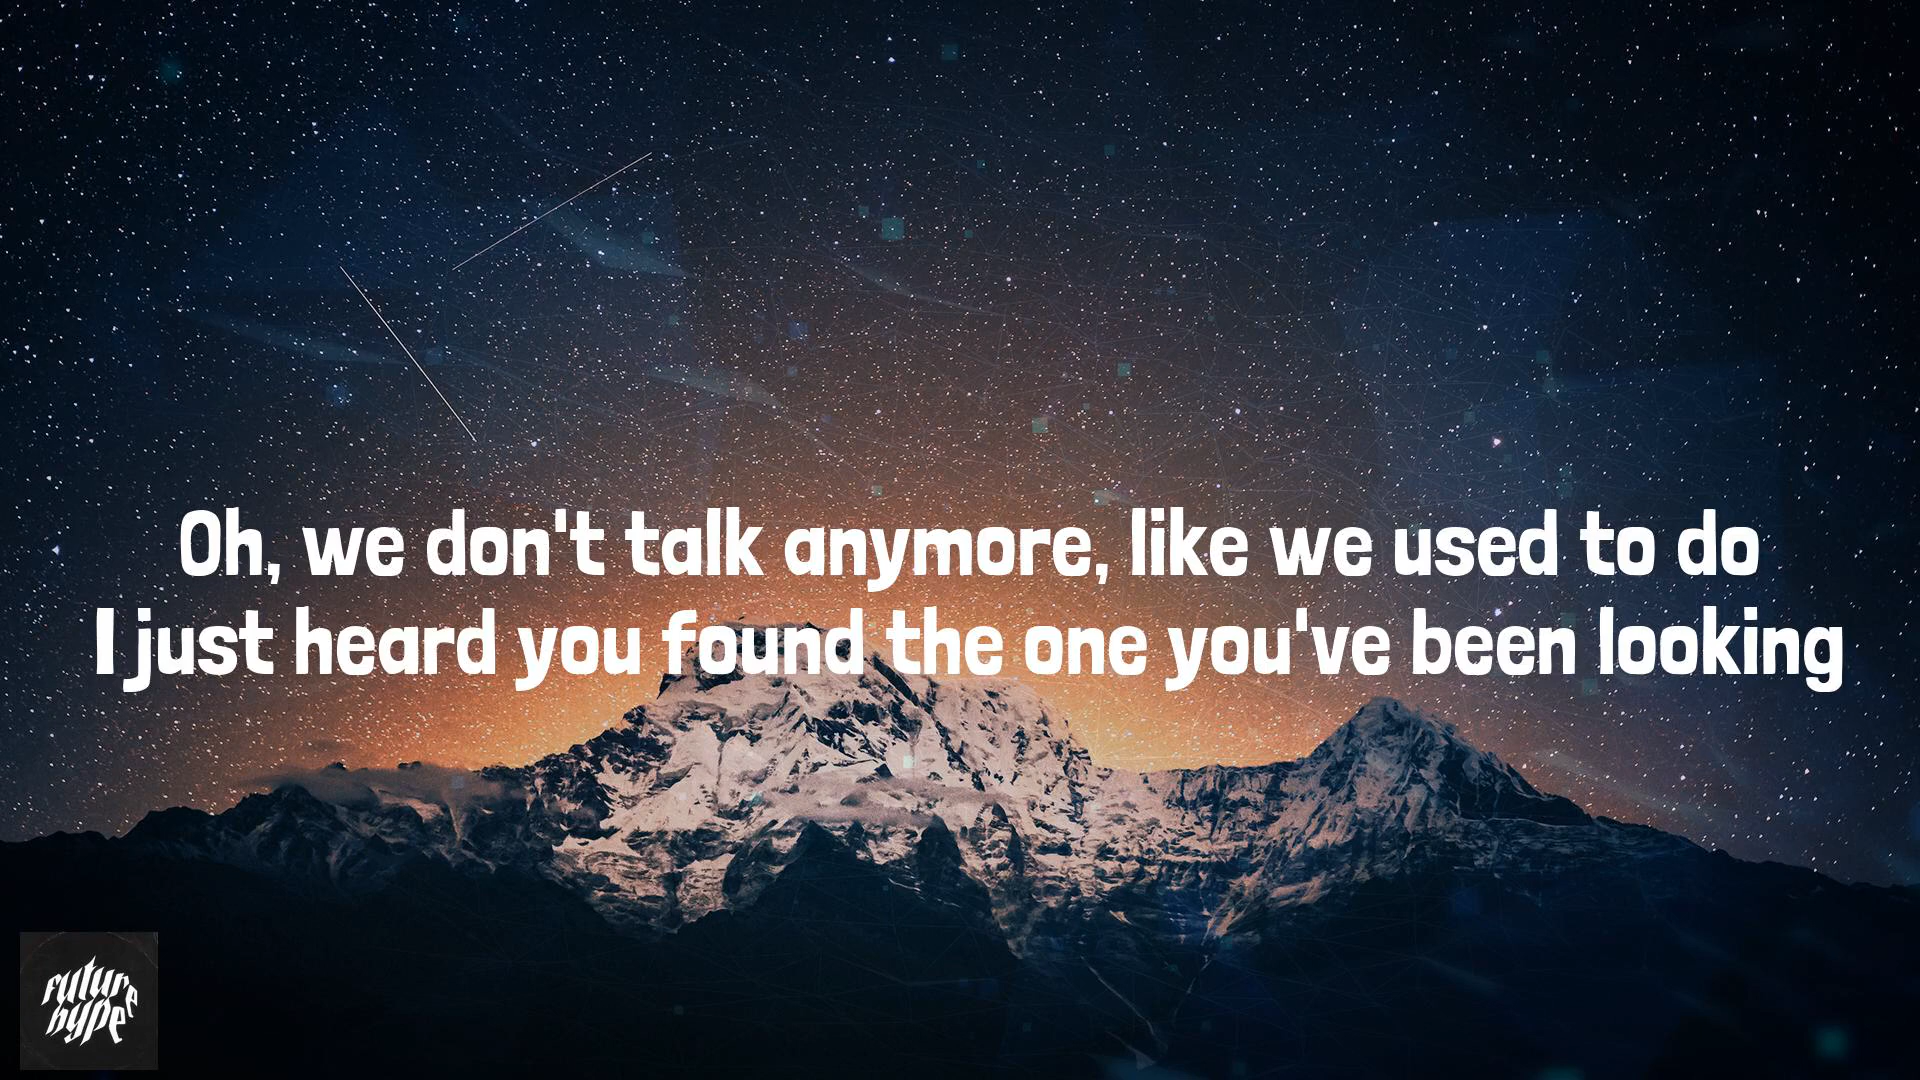 Oh, we don't talk anymore, like we used to do
I just heard you found the one you've been looking
future
hype